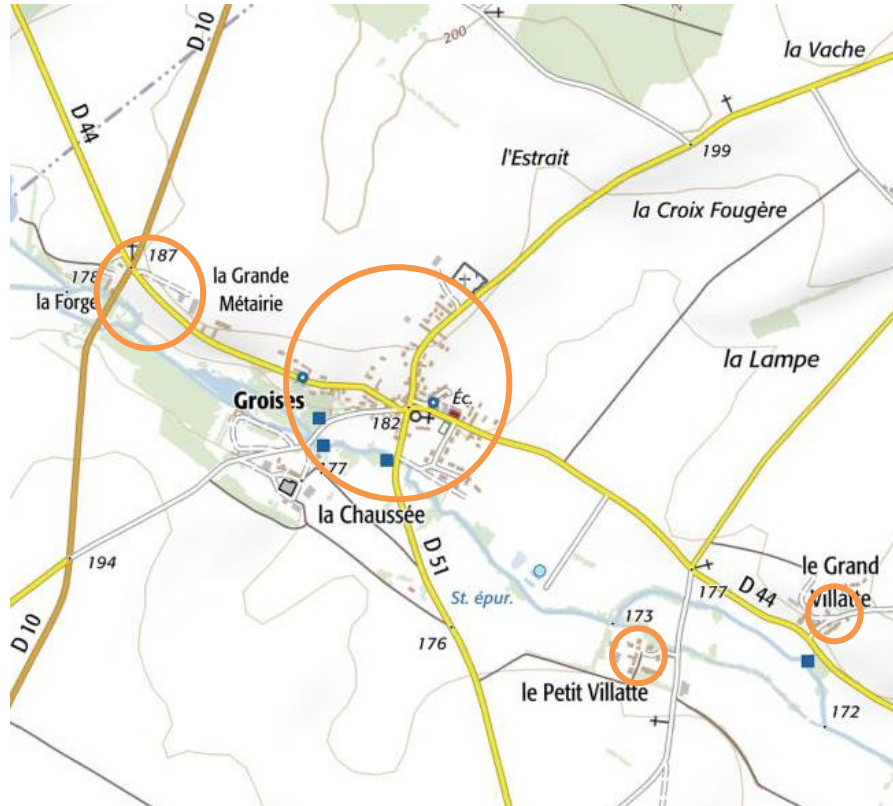 D 10
200
2
la Vache
D 44
l'Estrait
199
la Croix Fougère
187
178
la Grande
Métairie
la Forge
la Lampe
Éc.
Groises
182
177
la Chaussée
194
D 51
le Grand
Villatte
D 44
177
St. épur.
173
D 10
176
le Petit Villatte
172